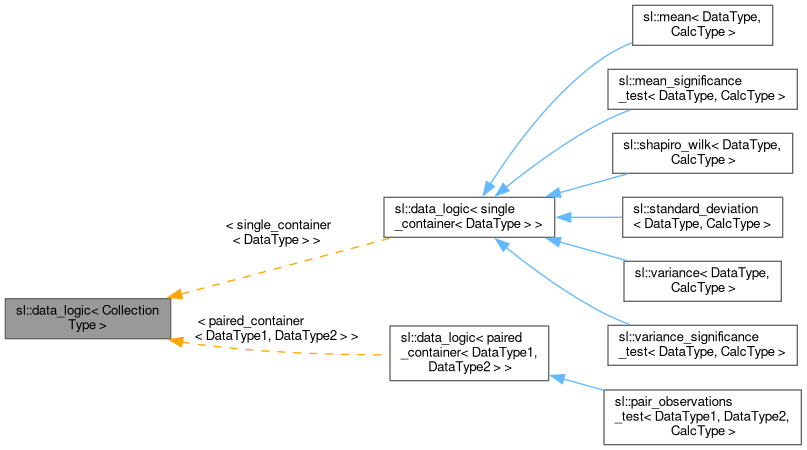 sl::mean< DataType,
CalcType >
sl::mean_significance
_test< DataType, CalcType >
sl::shapiro_wilk< DataType,
CalcType >
sl::data_logic< single
_container< DataType > >
sl::standard_deviation
< DataType, CalcType >
< single_container
< DataType > >
sl::variance< DataType,
CalcType >
sl::data_logic< Collection
Type >
< paired_container
< DataType1, DataType2 > >
sl::data_logic< paired
_container< DataType1,
DataType2 > >
sl::variance_significance
_test< DataType, CalcType >
sl::pair_observations
_test< DataType1, DataType2,
CalcType >